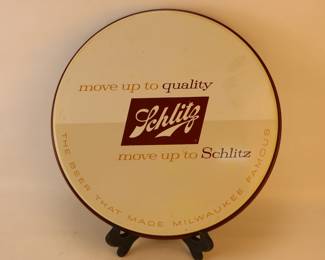 move up to quality
Schlitz
move up to Schlitz
THE BEER THAT MADE MILWAUKEE FAMOUS